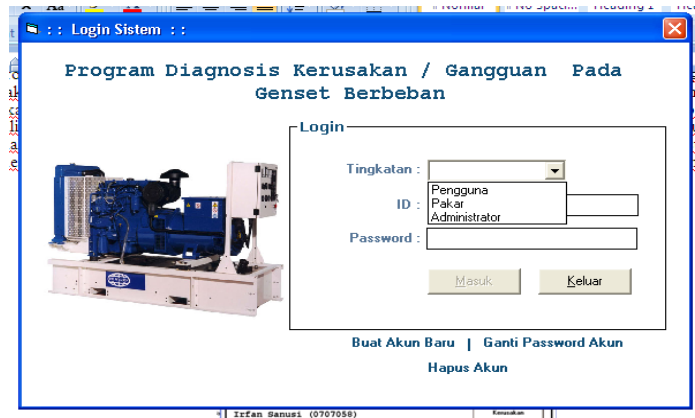 : : Login Sistem : :
Program Diagnosis Kerusakan / Gangguan Pada
Genset Berbeban
Login
Tingkatan :
Pengguna
Pakar
Administrator
ID :
Password :
Masuk
Keluar
Buat Akun Baru | Ganti Password Akun
Hapus Akun
Irfan Sanusi (0707058)
Kerusakan